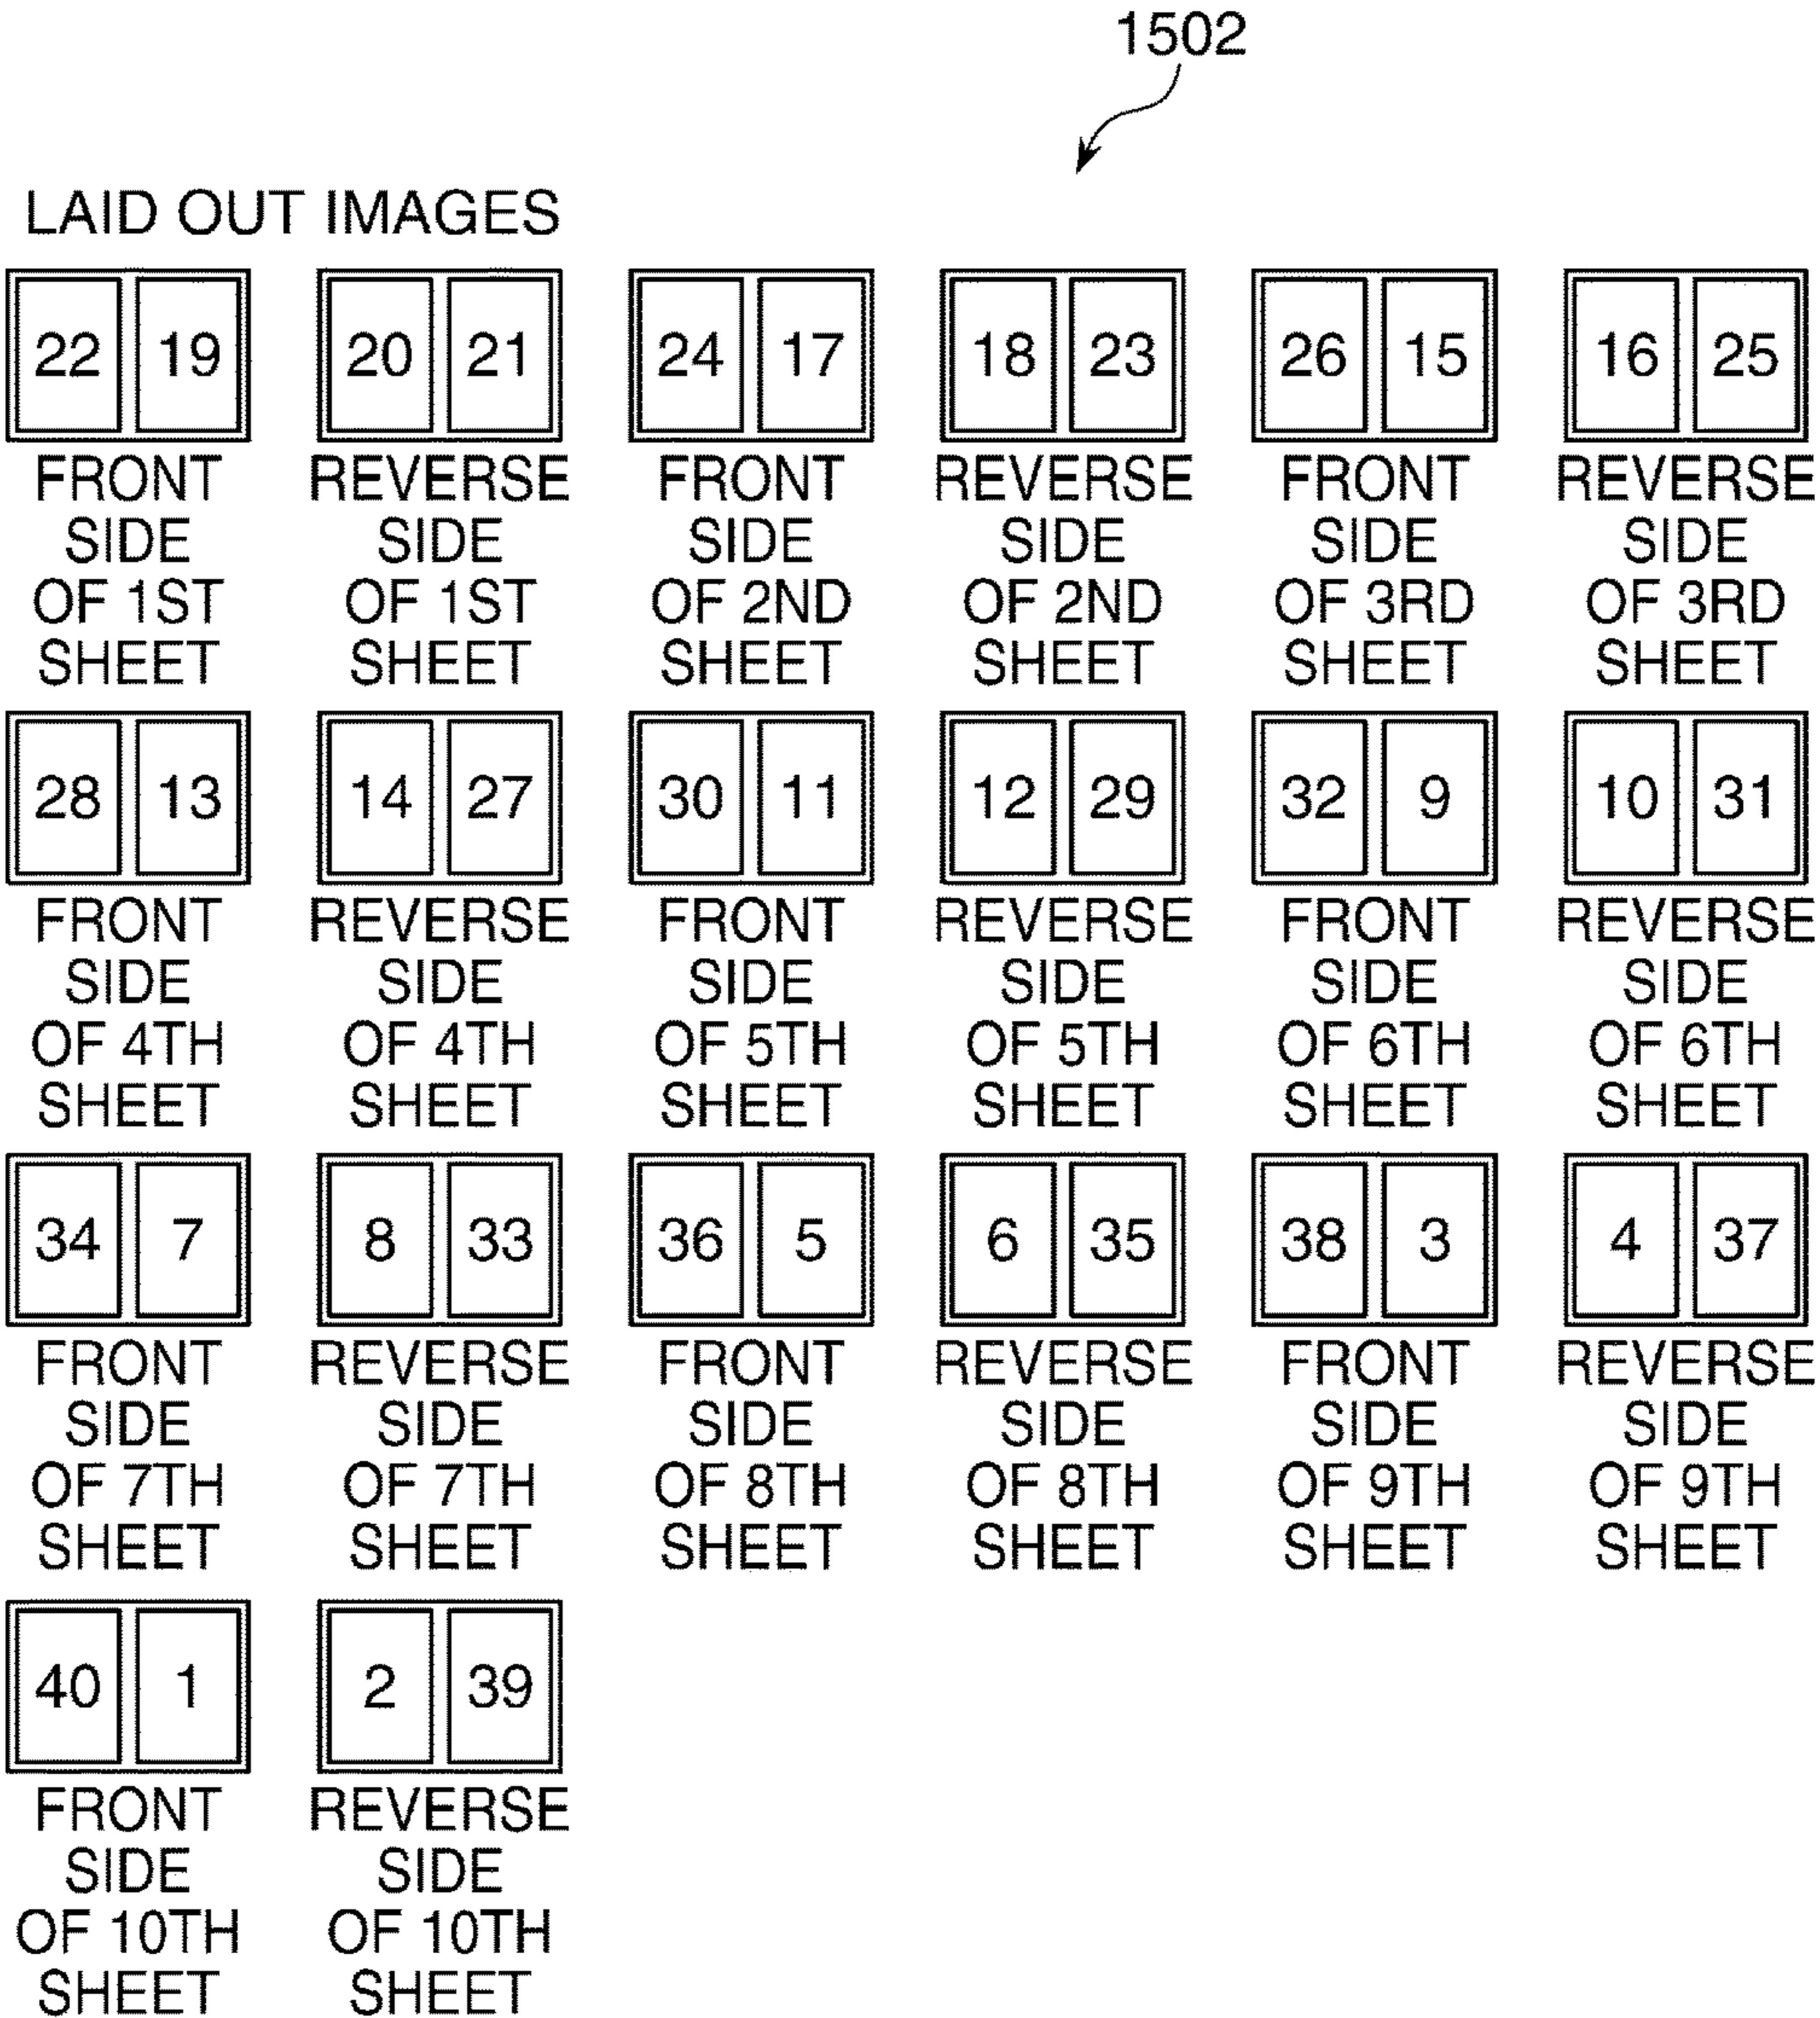 1502
LAID OUT IMAGES
22 19 20 21 24 17 18 23 26 15 16 25
FRONT REVERSE FRONT REVERSE FRONT REVERSE
SIDE SIDE SIDE SIDE SIDE SIDE
OF 1ST OF 1ST OF 2ND OF 2ND OF 3RD OF 3RD
SHEET SHEET SHEET SHEET SHEET SHEET
28 13 14 27 30 11 12 29 32 9 10 31
FRONT REVERSE FRONT REVERSE FRONT REVERSE
SIDE SIDE SIDE SIDE SIDE SIDE
OF 4TH OF 4TH OF 5TH OF 5TH OF 6TH OF 6TH
SHEET SHEET SHEET SHEET SHEET SHEET
34 7 8 33 36 5 6 35 38 3 4 37
FRONT REVERSE FRONT REVERSE FRONT REVERSE
SIDE SIDE SIDE SIDE SIDE SIDE
OF 7TH OF 7TH OF 8TH OF 8TH OF 9TH OF 9TH
SHEET SHEET SHEET SHEET SHEET SHEET
40 1 2 39
FRONT REVERSE
SIDE SIDE
OF 10TH OF 10TH
SHEET SHEET